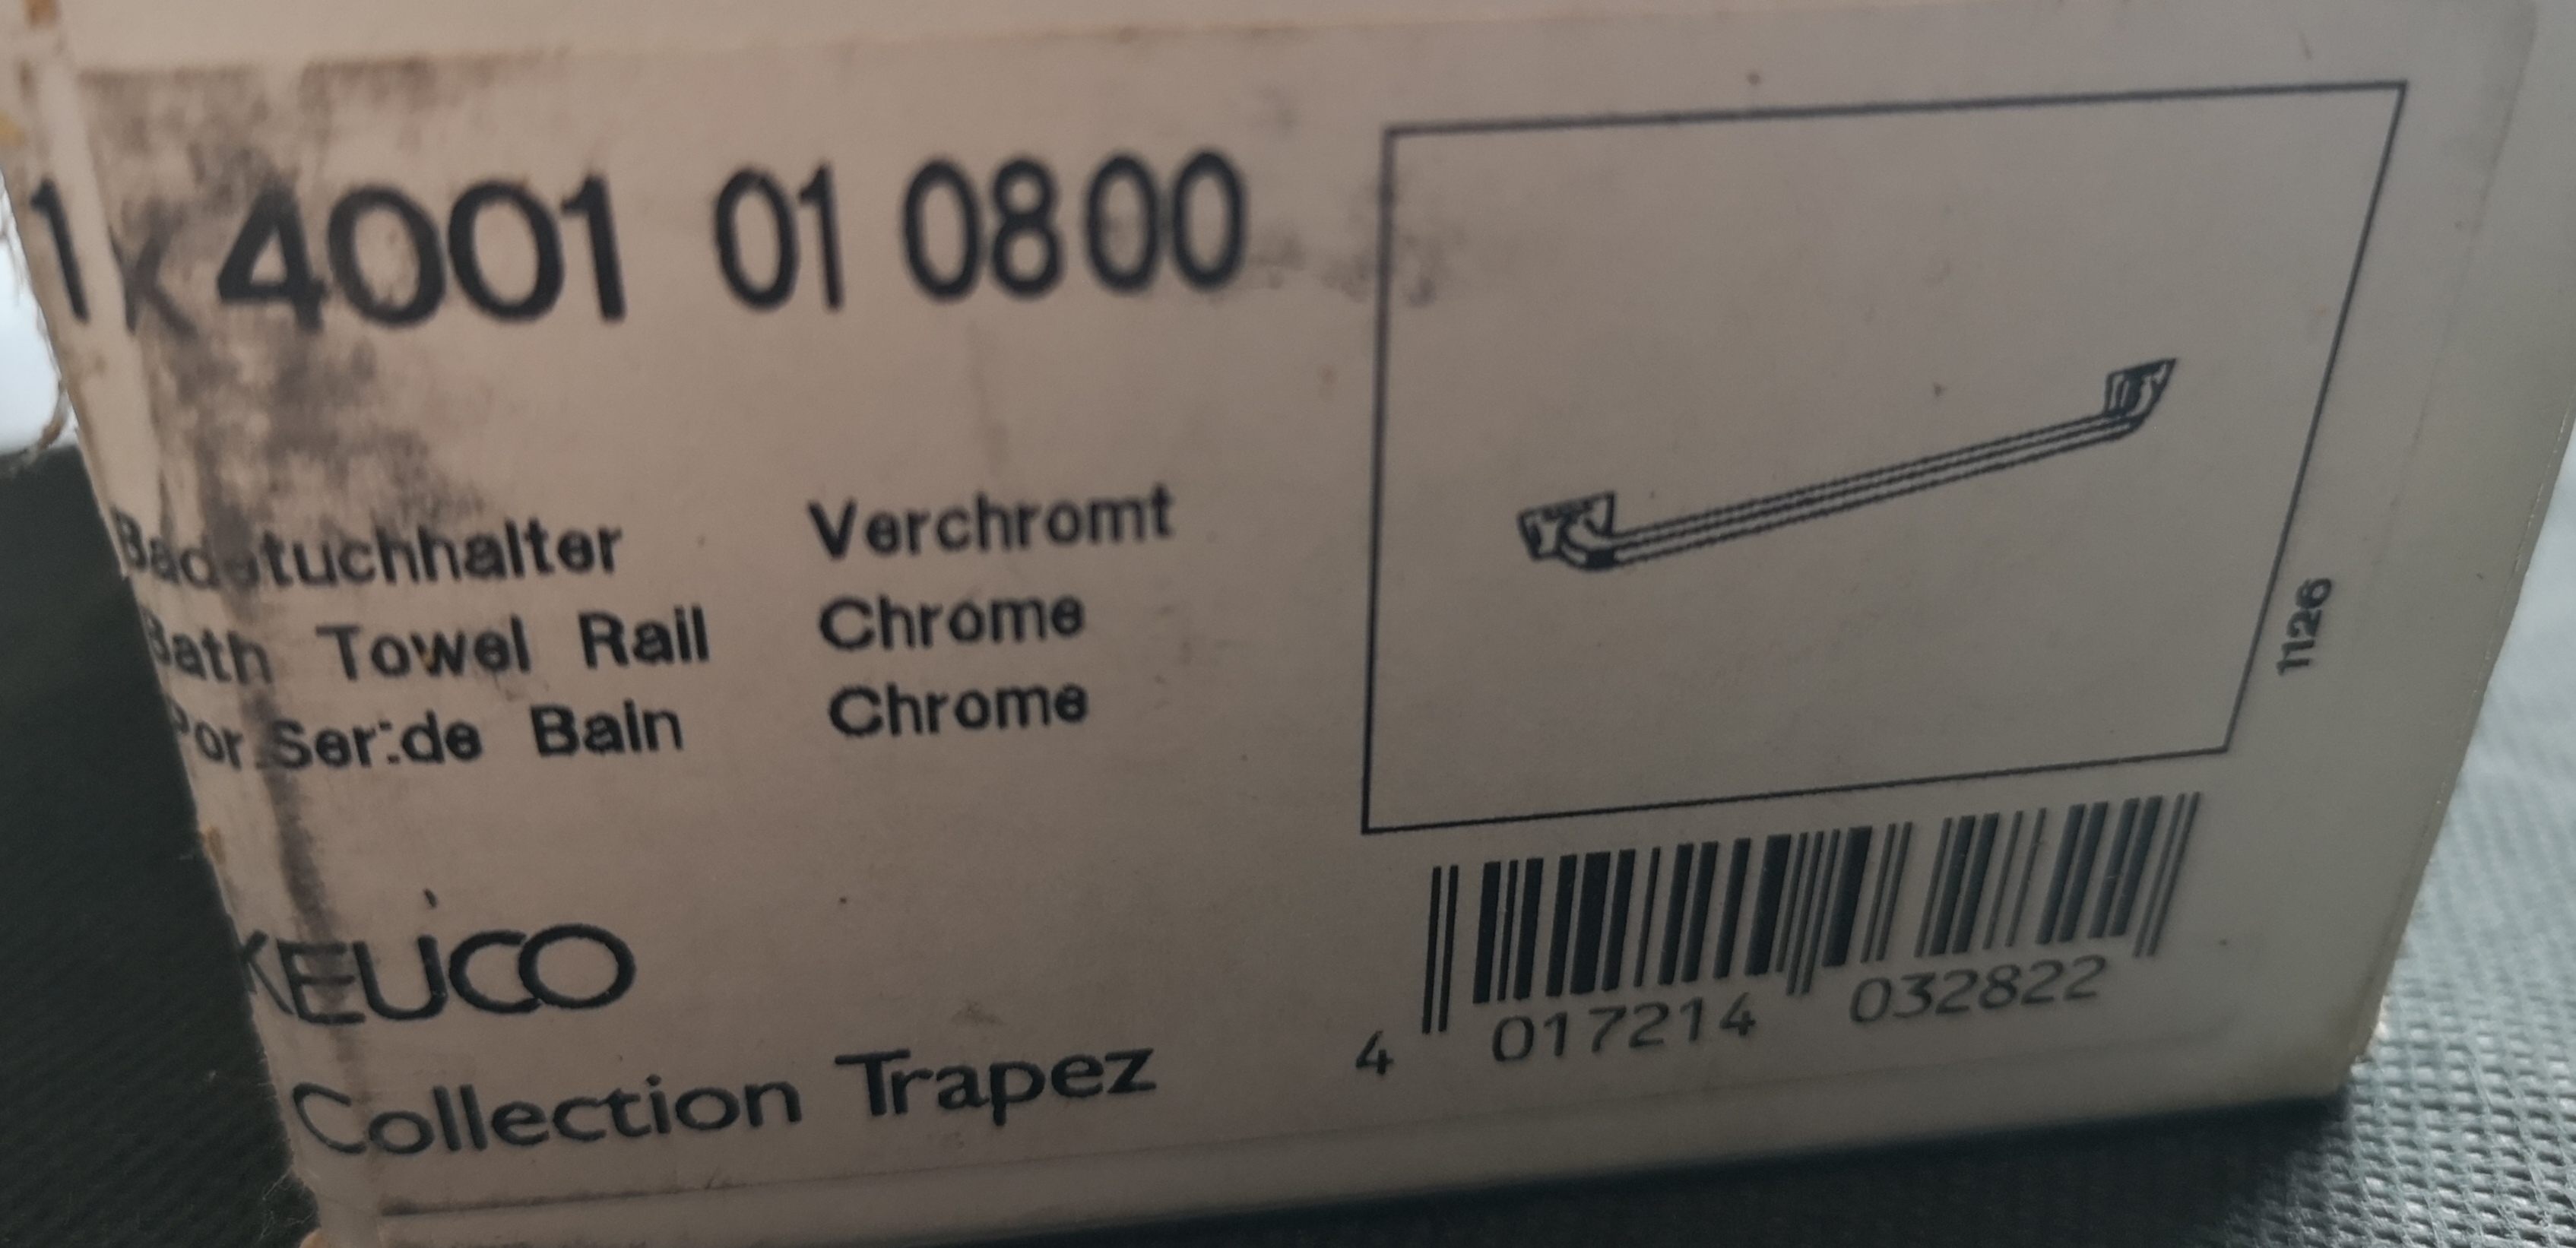 1x 4001 01 0800
Badetuchhalter Verchromt
Bath Towel Rail Chrome
Por.Ser:de Bain Chrome
1126
KEUCO
Collection Trapez
4 017214 032822